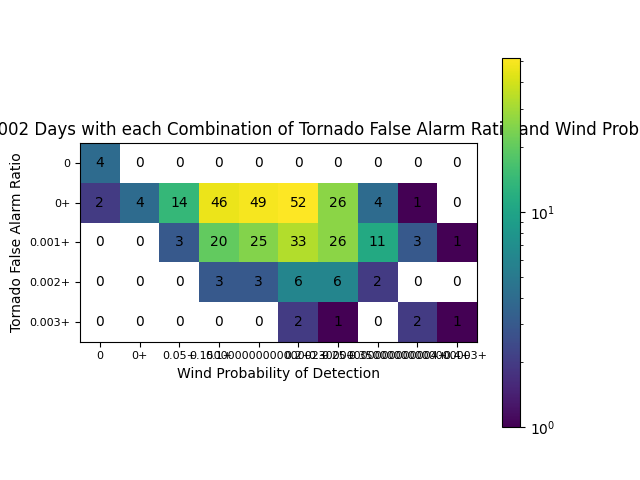 002 Days with each Combination of Tornado False Alarm Ratio and Wind Prob
Tornado False Alarm Ratio
0 4 0 0 0 0 0 0 0 0 0
0+ 2 4 14 46 49 52 26 4 1 0
0.001+ 0 0 3 20 25 33 26 11 3 1
0.002+ 0 0 0 3 3 6 6 2 0 0
0.003+ 0 0 0 0 0 2 1 0 2 1
0 0+ 0.05+
Wind Probability of Detection
10¹
10⁰